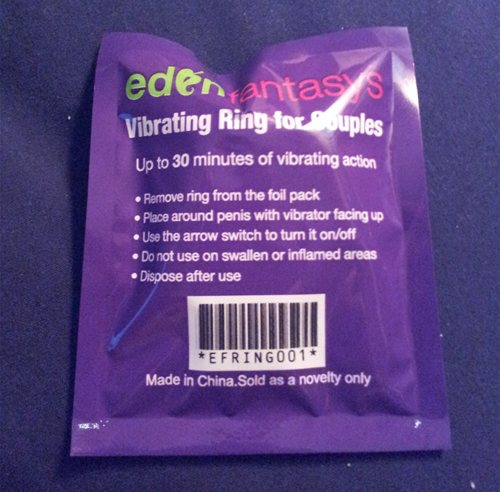 edenfantasys
Vibrating Ring for Couples
Up to 30 minutes of vibrating action
• Remove ring from the foil pack
• Place around penis with vibrator facing up
• Use the arrow switch to turn it on/off
• Do not use on swallen or inflamed areas
• Dispose after use
*EFRING001*
Made in China.Sold as a novelty only